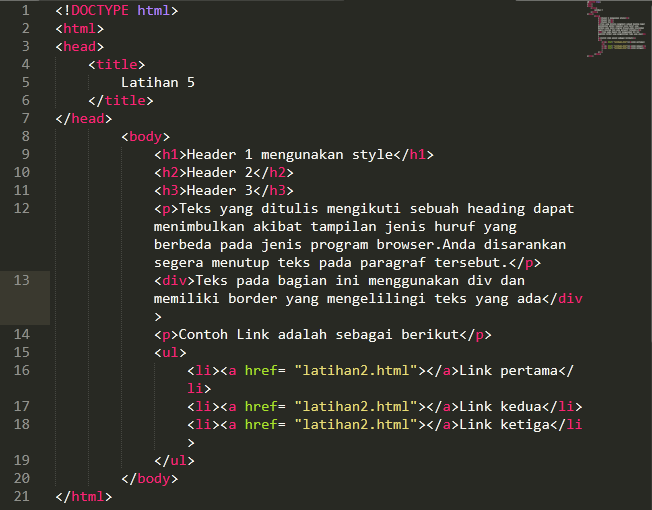 1 <!DOCTYPE html>
2 <html>
3 <head>
4 <title>
5 Latihan 5
6 </title>
7 </head>
8 <body>
9 <h1>Header 1 mengunakan style</h1>
10 <h2>Header 2</h2>
11 <h3>Header 3</h3>
12 <p>Teks yang ditulis mengikuti sebuah heading dapat
menimbulkan akibat tampilan jenis huruf yang
berbeda pada jenis program browser.Anda disarankan
segera menutup teks pada paragraf tersebut.</p>
13 <div>Teks pada bagian ini menggunakan div dan
memiliki border yang mengelilingi teks yang ada</div
>
14 <p>Contoh Link adalah sebagai berikut</p>
15 <ul>
16 <li><a href= "latihan2.html"></a>Link pertama</
li>
17 <li><a href= "latihan2.html"></a>Link kedua</li>
18 <li><a href= "latihan2.html"></a>Link ketiga</li
>
19 </ul>
20 </body>
21 </html>